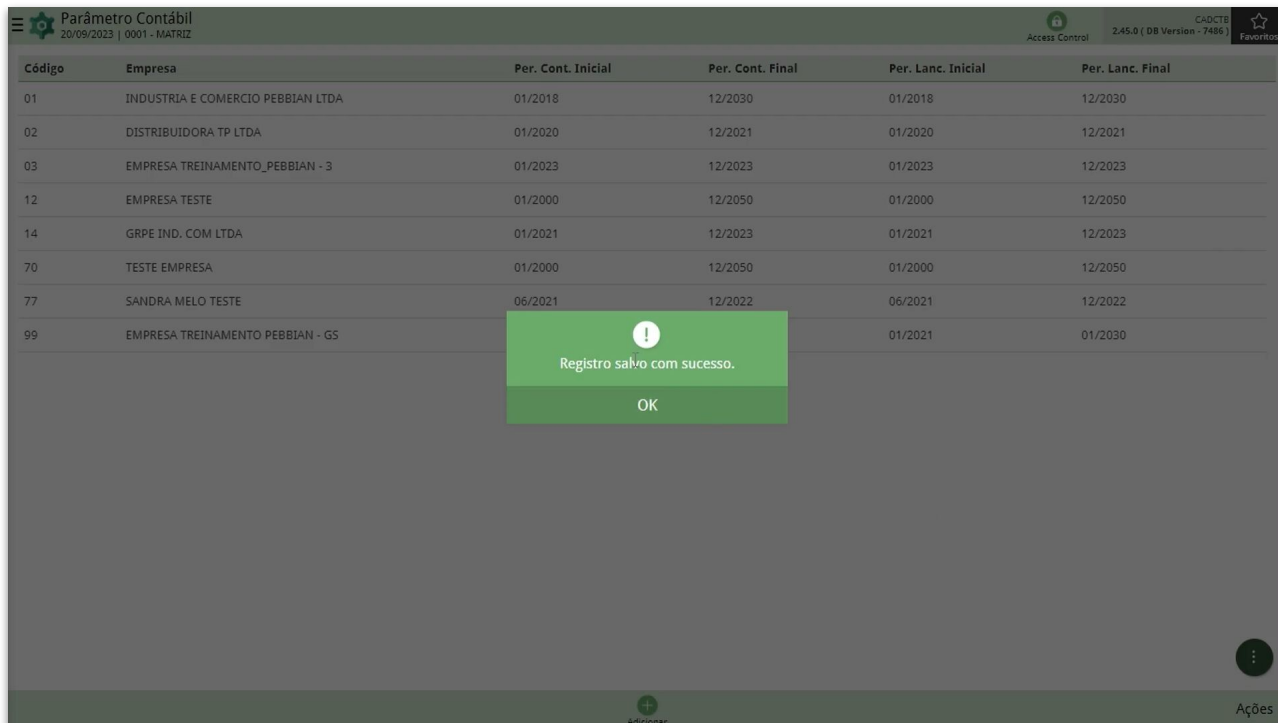 Parâmetro Contábil
20/09/2023 | 0001 - MATRIZ
Access Control
CADCTB
2.45.0 ( DB Version - 7486 )
Favoritos
Código Empresa Per. Cont. Inicial Per. Cont. Final Per. Lanc. Inicial Per. Lanc. Final
01 INDUSTRIA E COMERCIO PEBBIAN LTDA 01/2018 12/2030 01/2018 12/2030
02 DISTRIBUIDORA TP LTDA 01/2020 12/2021 01/2020 12/2021
03 EMPRESA TREINAMENTO_PEBBIAN - 3 01/2023 12/2023 01/2023 12/2023
12 EMPRESA TESTE 01/2000 12/2050 01/2000 12/2050
14 GRPE IND. COM LTDA 01/2021 12/2023 01/2021 12/2023
70 TESTE EMPRESA 01/2000 12/2050 01/2000 12/2050
77 SANDRA MELO TESTE 06/2021 12/2022 06/2021 12/2022
99 EMPRESA TREINAMENTO PEBBIAN - GS 01/2021 01/2030
Registro salvo com sucesso.
OK
Adicionar
Ações